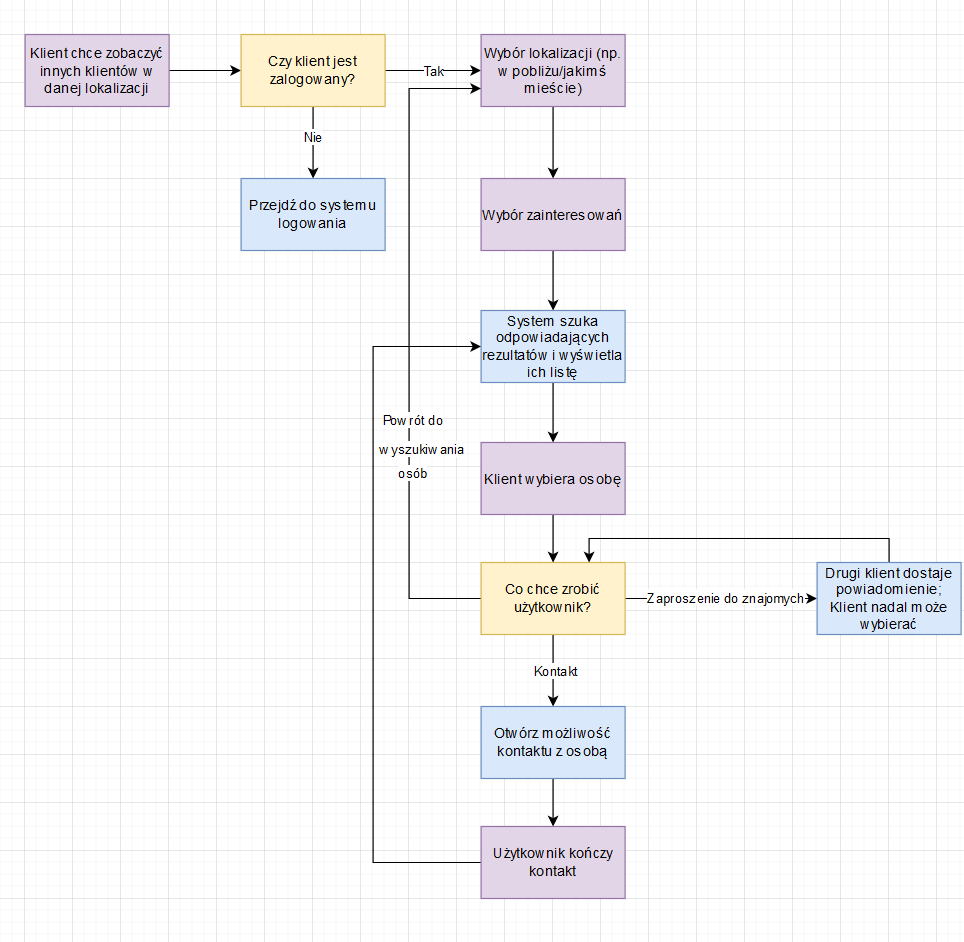 Klient chce zobaczyć
innych klientów w
danej lokalizacji
Czy klient jest
zalogowany?
Tak
Wybór lokalizacji (np.
w pobliżu/jakimś
mieście)
Nie
Przejdź do systemu
logowania
Wybór zainteresowań
System szuka
odpowiadających
rezultatów i wyświetla
ich listę
Powrót do
wyszukiwania
osób
Klient wybiera osobę
Co chce zrobić
użytkownik?
Zaproszenie do znajomych
Drugi klient dostaje
powiadomienie;
Klient nadal może
wybierać
Kontakt
Otwórz możliwość
kontaktu z osobą
Użytkownik kończy
kontakt